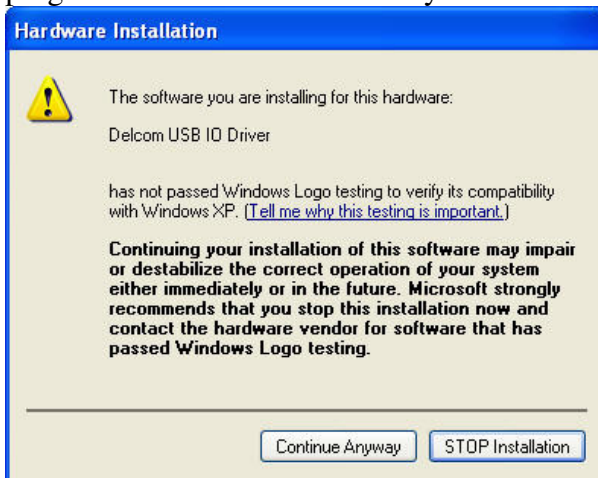 Hardware Installation
The software you are installing for this hardware:
Delcom USB IO Driver
has not passed Windows Logo testing to verify its compatibility
with Windows XP. (Tell me why this testing is important.)
Continuing your installation of this software may impair
or destabilize the correct operation of your system
either immediately or in the future. Microsoft strongly
recommends that you stop this installation now and
contact the hardware vendor for software that has
passed Windows Logo testing.
Continue Anyway STOP Installation